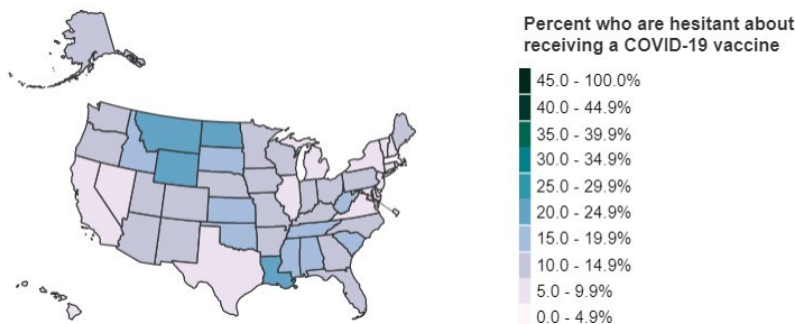 Percent who are hesitant about
receiving a COVID-19 vaccine
45.0 - 100.0%
40.0 - 44.9%
35.0 - 39.9%
30.0 - 34.9%
25.0 - 29.9%
20.0 - 24.9%
15.0 - 19.9%
10.0 - 14.9%
5.0 - 9.9%
0.0 - 4.9%